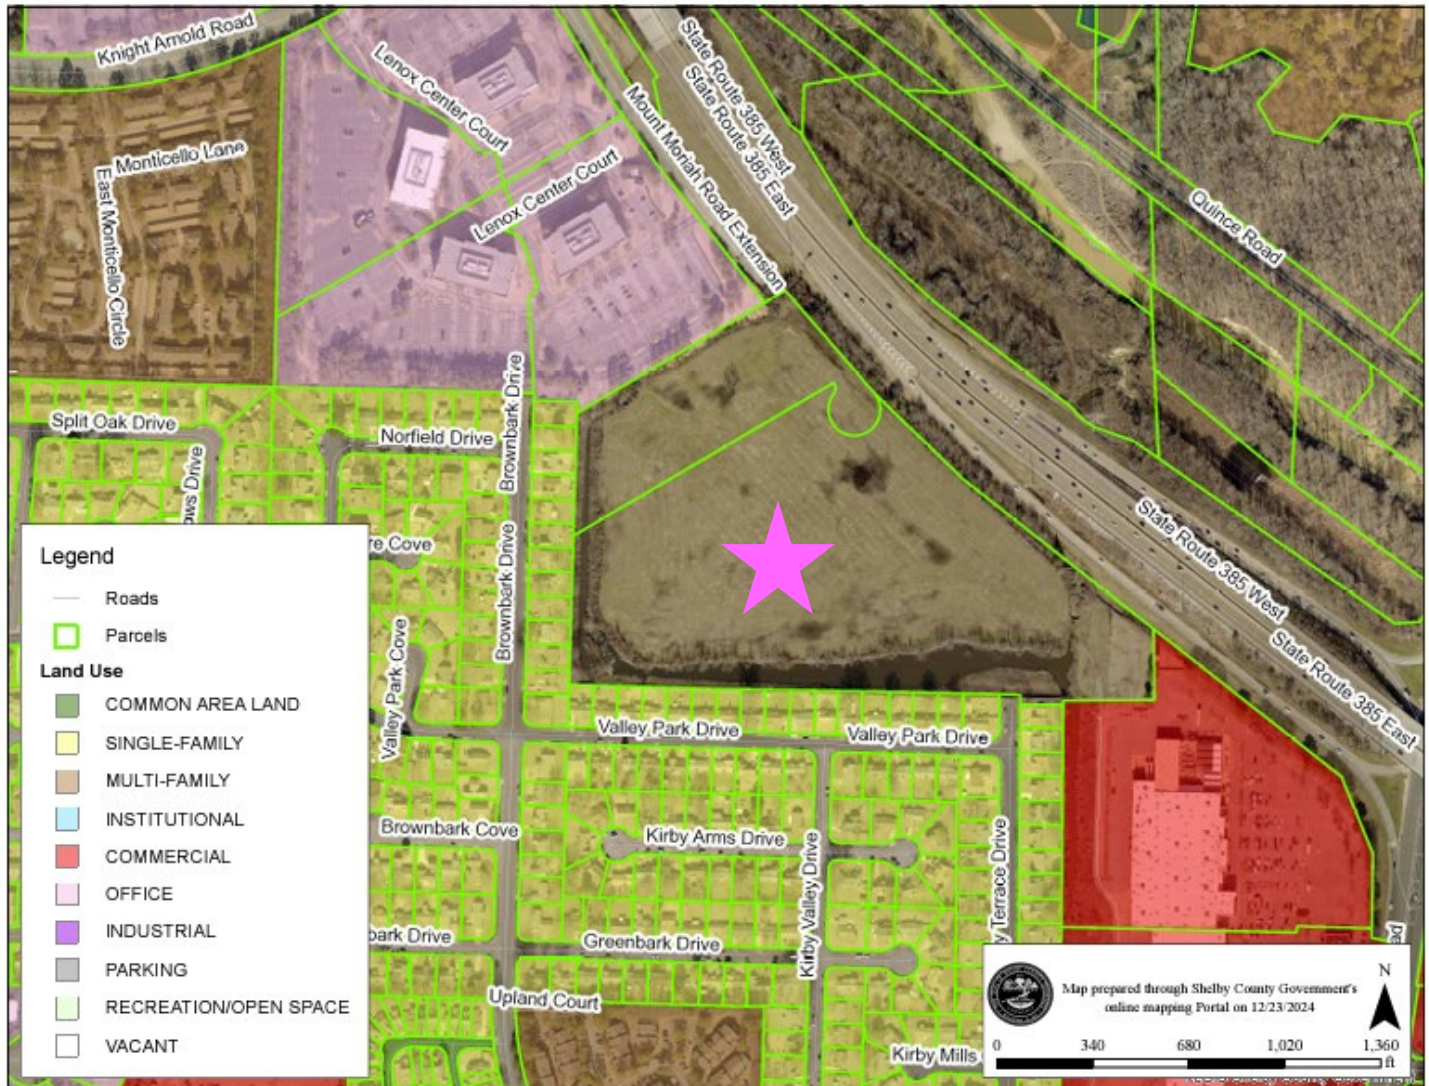 Knight Arnold Road
Lenox Center Court
State Route 385 West
State Route 385 East
Mount Moriah Road Extension
Monticello Lane
East Monticello Circle
Lenox Center Court
Quince Road
Brownbark Drive
Split Oak Drive
Norfield Drive
ows Drive
re Cove
Brownbark Drive
State Route 385 West
State Route 385 East
Valley Park Cove
Valley Park Drive
Valley Park Drive
Brownbark Cove
Kirby Arms Drive
Kirby Valley Drive
y Terrace Drive
bark Drive
Greenbark Drive
ad
Upland Court
Kirby Mills
Legend
Roads
Parcels
Land Use
COMMON AREA LAND
SINGLE-FAMILY
MULTI-FAMILY
INSTITUTIONAL
COMMERCIAL
OFFICE
INDUSTRIAL
PARKING
RECREATION/OPEN SPACE
VACANT
Map prepared through Shelby County Government's
online mapping Portal on 12/23/2024
N
0 340 680 1,020 1,360
ft